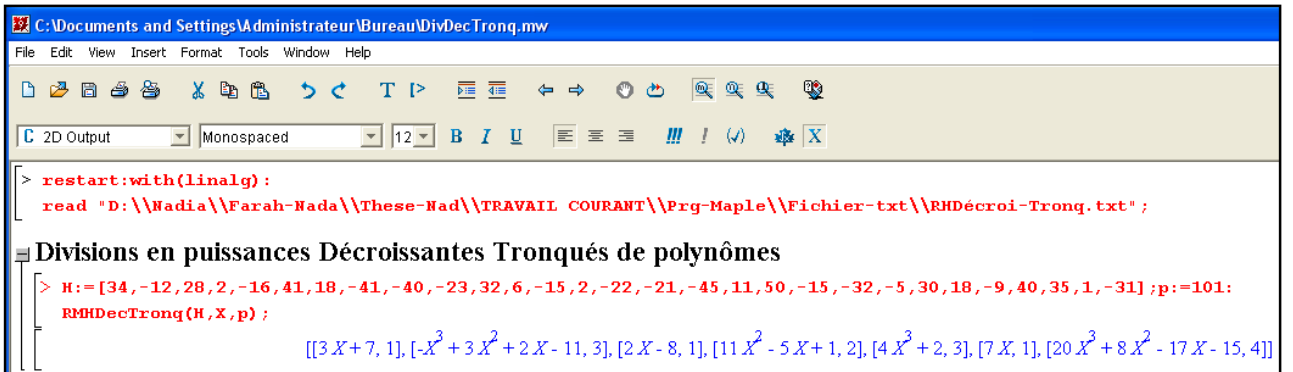 C:\Documents and Settings\Administrateur\Bureau\DivDecTronq.mw
File Edit View Insert Format Tools Window Help
T [>
C 2D Output Monospaced 12 B I U !!! ! (√) X
> restart:with(linalg):
read "D:\\Nadia\\Farah-Nada\\These-Nad\\TRAVAIL COURANT\\Prg-Maple\\Fichier-txt\\RHDécroi-Tronq.txt";
Divisions en puissances Décroissantes Tronqués de polynômes
> H:=[34,-12,28,2,-16,41,18,-41,-40,-23,32,6,-15,2,-22,-21,-45,11,50,-15,-32,-5,30,18,-9,40,35,1,-31];p:=101:
RMHDecTronq(H,X,p);
[[3 X + 7, 1], [-X^3 + 3 X^2 + 2 X - 11, 3], [2 X - 8, 1], [11 X^2 - 5 X + 1, 2], [4 X^3 + 2, 3], [7 X, 1], [20 X^3 + 8 X^2 - 17 X - 15, 4]]